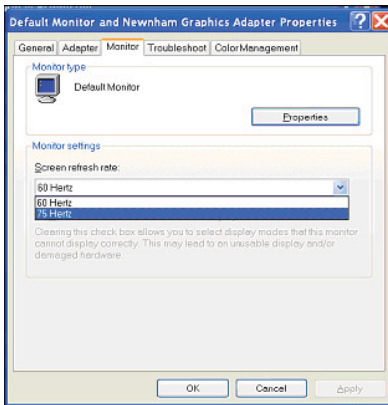 Default Monitor and Newnham Graphics Adapter Properties
General Adapter Monitor Troubleshoot Color Management
Monitor type
Default Monitor
Properties
Monitor settings
Screen refresh rate:
60 Hertz
60 Hertz
75 Hertz
Clearing this check box allows you to select display modes that this monitor
cannot display correctly. This may lead to an unusable display and/or
damaged hardware.
OK Cancel Apply